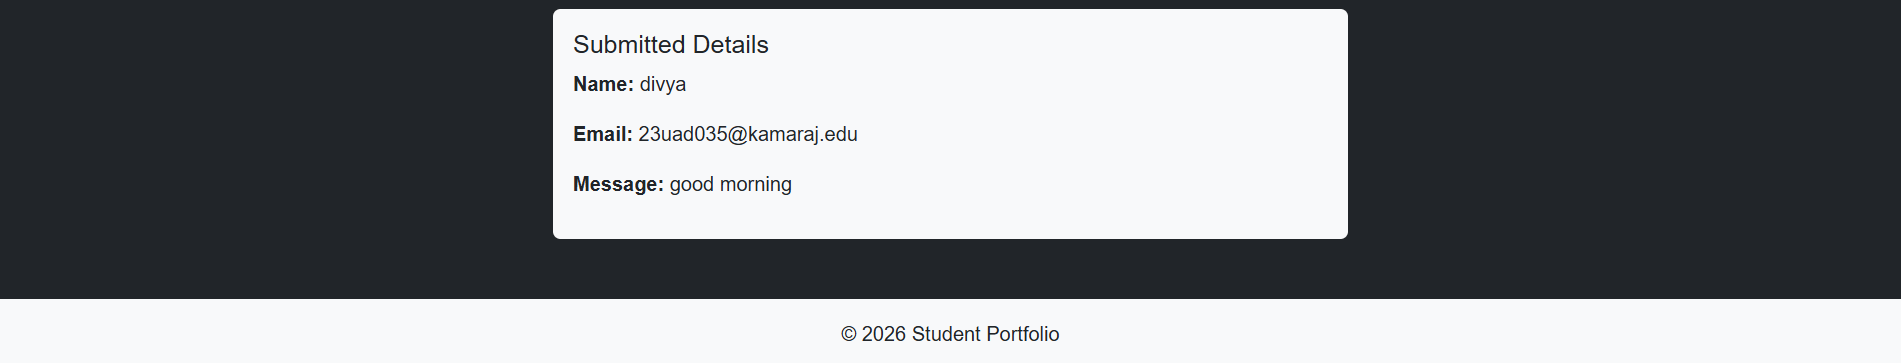 Submitted Details
Name: divya
Email: 23uad035@kamaraj.edu
Message: good morning
© 2026 Student Portfolio